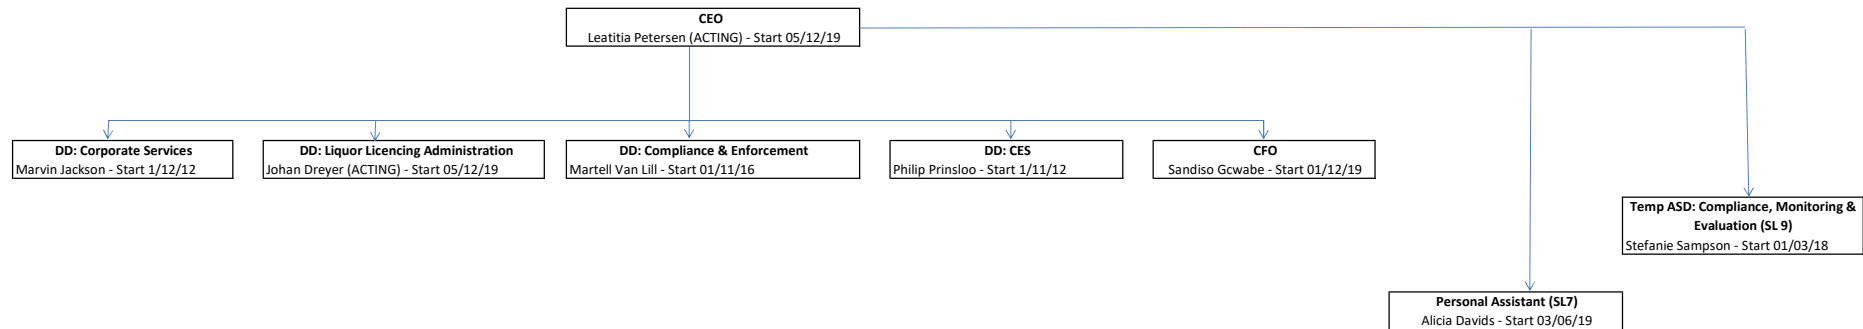 CEO
Leatitia Petersen (ACTING) - Start 05/12/19
DD: Corporate Services
Marvin Jackson - Start 1/12/12
DD: Liquor Licencing Administration
Johan Dreyer (ACTING) - Start 05/12/19
DD: Compliance & Enforcement
Martell Van Lill - Start 01/11/16
DD: CES
Philip Prinsloo - Start 1/11/12
CFO
Sandiso Gcwabe - Start 01/12/19
Temp ASD: Compliance, Monitoring &
Evaluation (SL 9)
Stefanie Sampson - Start 01/03/18
Personal Assistant (SL7)
Alicia Davids - Start 03/06/19